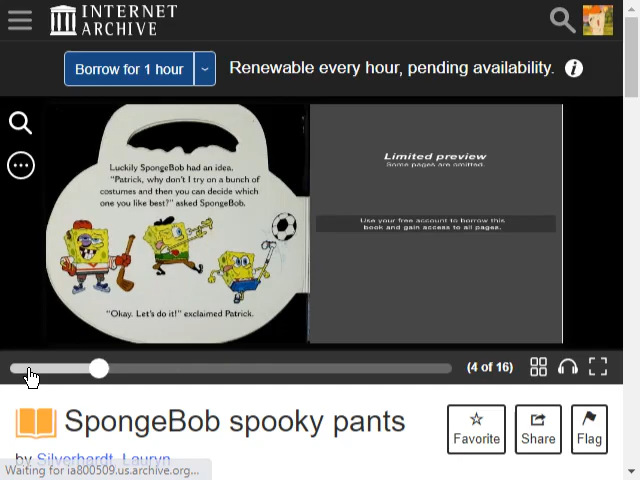 INTERNET
ARCHIVE
Borrow for 1 hour
Renewable every hour, pending availability.
Luckily SpongeBob had an idea.
"Patrick, why don't I try on a bunch of
costumes and then you can decide which
one you like best?" asked SpongeBob.
"Okay. Let's do it!" exclaimed Patrick.
Limited preview
Some pages are omitted.
Use your free account to borrow this
book and gain access to all pages.
(4 of 16)
SpongeBob spooky pants
Favorite
Share
Flag
by Silverhardt, Lauryn
Waiting for ia800509.us.archive.org...